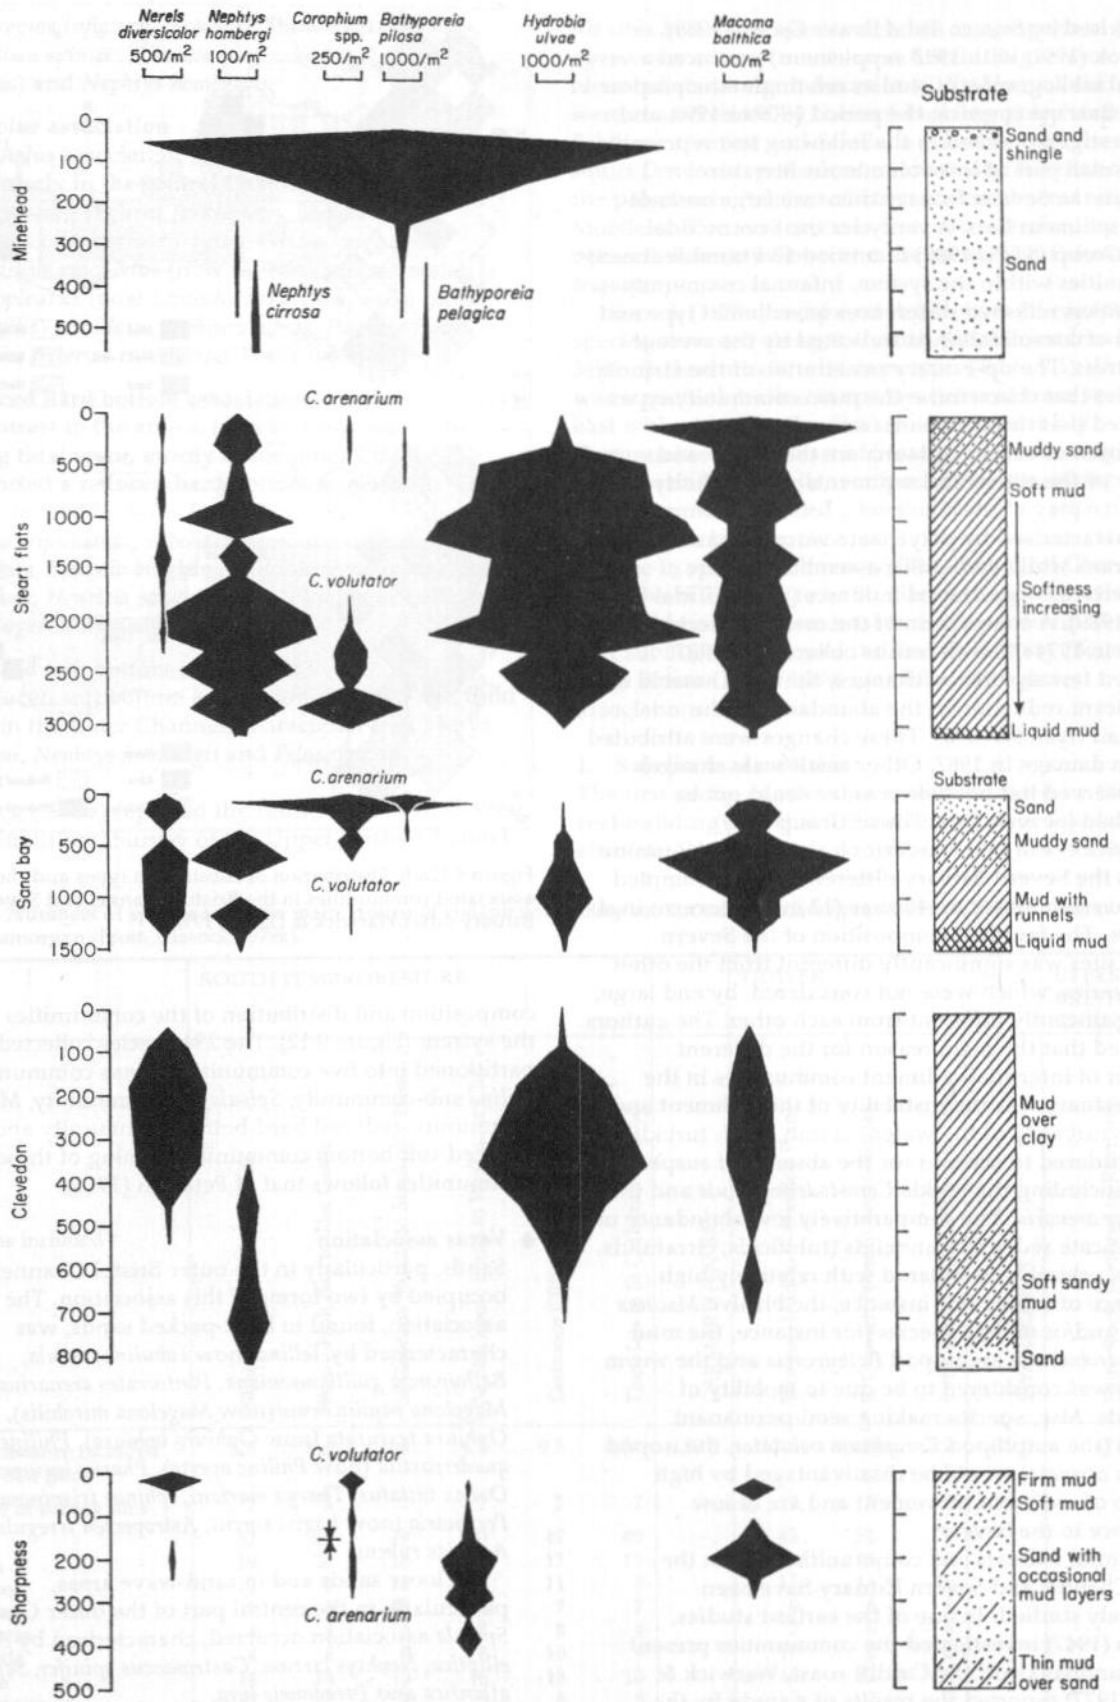 Nerels diversicolor
500/m²
Nephtys hombergi
100/m²
Corophium spp.
250/m²
Bathyporeia pilosa
1000/m²
Hydrobia ulvae
1000/m²
Macoma balthica
100/m²
Substrate
Minehead
0
100
200
300
400
500
Nephtys cirrosa
Bathyporeia pelagica
Sand and shingle
Sand
Steart flats
0
500
1000
1500
2000
2500
3000
C. arenarium
C. volutator
Muddy sand
Soft mud
Softness increasing
Liquid mud
Sand bay
0
500
1000
1500
C. arenarium
C. volutator
Substrate
Sand
Muddy sand
Mud with runnels
Liquid mud
Clevedon
0
100
200
300
400
500
600
700
800
Mud over clay
Soft sandy mud
Sand
Sharpness
0
100
200
300
400
500
C. volutator
C. arenarium
Firm mud
Soft mud
Sand with occasional mud layers
Thin mud over sand